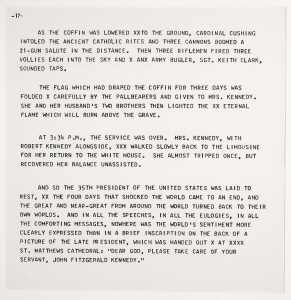 -17-
AS THE COFFIN WAS LOWERED XXTO THE GROUND, CARDINAL CUSHING
INTOLED THE ANCIENT CATHOLIC RITES AND THREE CANNONS BOOMED A
21-GUN SALUTE IN THE DISTANCE. THEN THREE RIFLEMEN FIRED THREE
VOLLIES EACH INTO THE SKY AND X ANX ARMY BUGLER, SGT. KEITH CLARK,
SOUNDED TAPS.
THE FLAG WHICH HAD DRAPED THE COFFIN FOR THREE DAYS WAS
FOLDED X CAREFULLY BY THE PALLBEARERS AND GIVEN TO MRS. KENNEDY.
SHE AND HER HUSBAND'S TWO BROTHERS THEN LIGHTED THE XX ETERNAL
FLAME WHICH WILL BURN ABOVE THE GRAVE.
AT 3:34 P.M., THE SERVICE WAS OVER. MRS. KENNEDY, WITH
ROBERT KENNEDY ALONGSIDE, XXX WALKED SLOWLY BACK TO THE LIMOUSINE
FOR HER RETURN TO THE WHITE HOUSE. SHE ALMOST TRIPPED ONCE, BUT
RECOVERED HER BALANCE UNASSISTED.
AND SO THE 35TH PRESIDENT OF THE UNITED STATES WAS LAID TO
REST, XX THE FOUR DAYS THAT SHOCKED THE WORLD CAME TO AN END, AND
THE GREAT AND NEAR-GREAT FROM AROUND THE WORLD TURNED BACK TO THEIR
OWN WORLDS. AND IN ALL THE SPEECHES, IN ALL THE EULOGIES, IN ALL
THE COMFORTING MESSAGES, NOWHERE WAS THE WORLD'S SENTIMENT MORE
CLEARLY EXPRESSED THAN IN A BRIEF INSCRIPTION ON THE BACK OF A
PICTURE OF THE LATE PRESIDENT, WHICH WAS HANDED OUT X AT XXXX
ST. MATTHEWS CATHEDRAL: "DEAR GOD, PLEASE TAKE CARE OF YOUR
SERVANT, JOHN FITZGERALD KENNEDY."